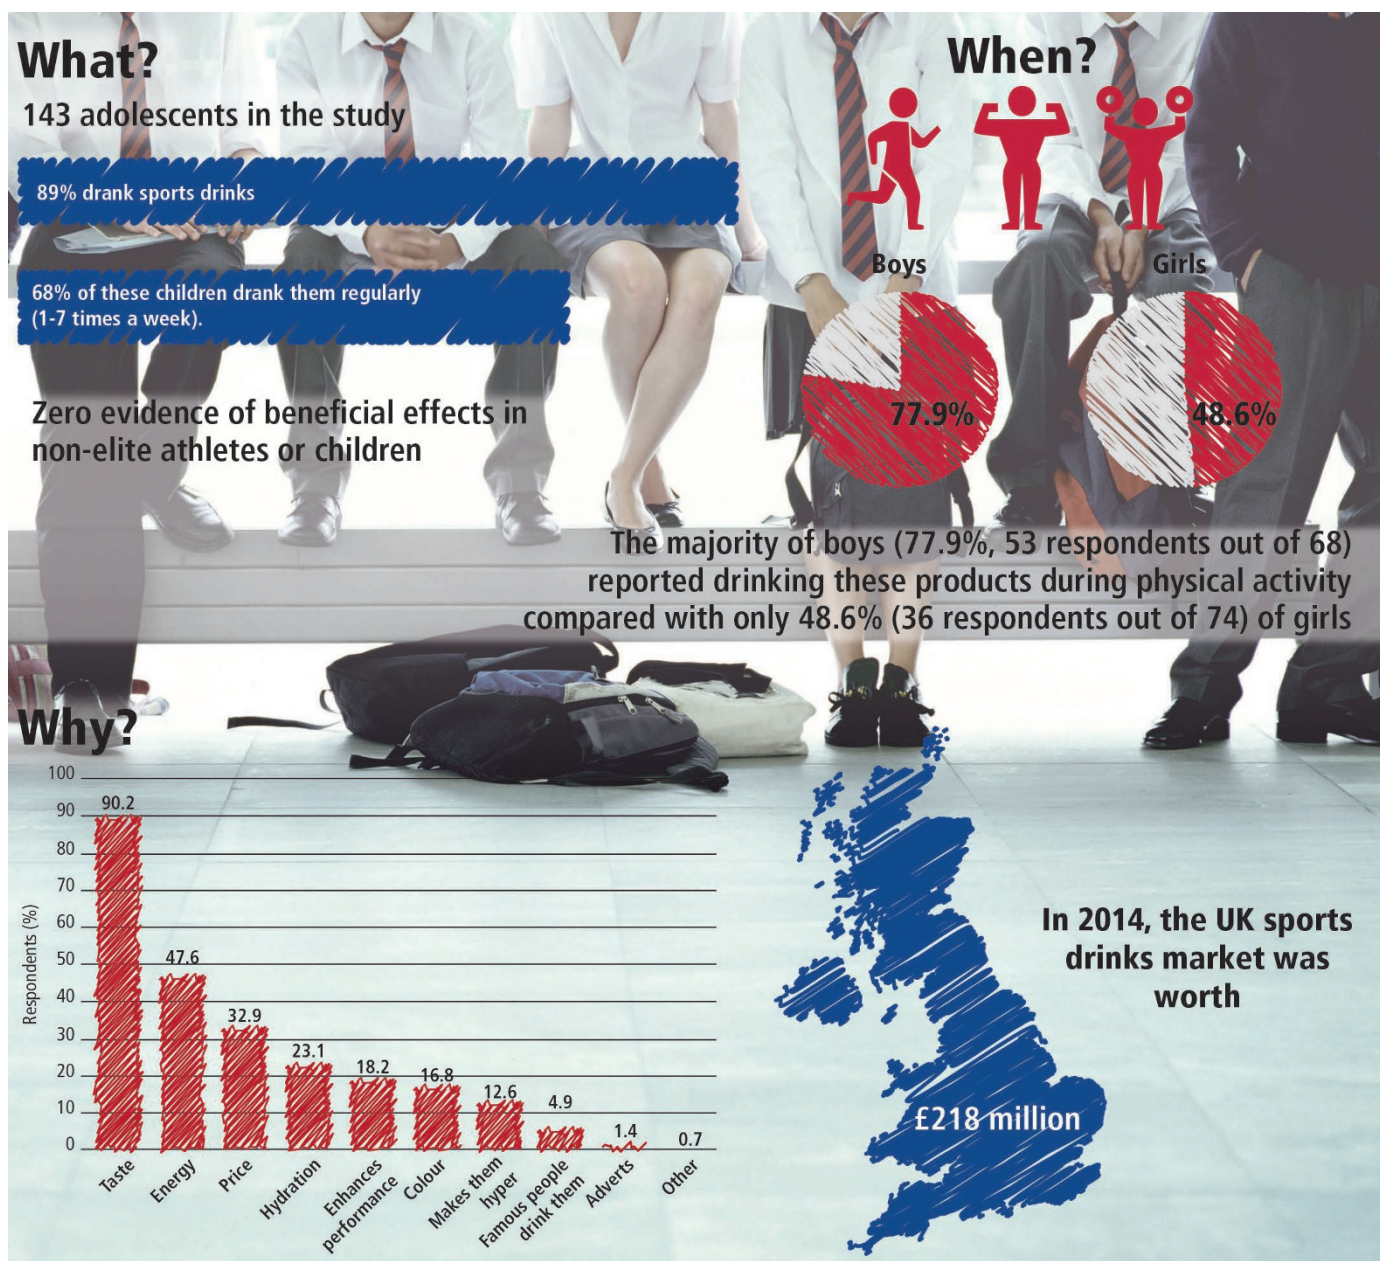 What?
143 adolescents in the study
89% drank sports drinks
68% of these children drank them regularly
(1-7 times a week).
Zero evidence of beneficial effects in
non-elite athletes or children
When?
Boys
Girls
77.9%
48.6%
The majority of boys (77.9%, 53 respondents out of 68)
reported drinking these products during physical activity
compared with only 48.6% (36 respondents out of 74) of girls
Why?
Respondents (%)
100
90
80
70
60
50
40
30
20
10
0
90.2
47.6
32.9
23.1
18.2
16.8
12.6
4.9
1.4
0.7
Taste
Energy
Price
Hydration
Enhances
performance
Colour
Makes them
hyper
Famous people
drink them
Adverts
Other
In 2014, the UK sports
drinks market was
worth
£218 million